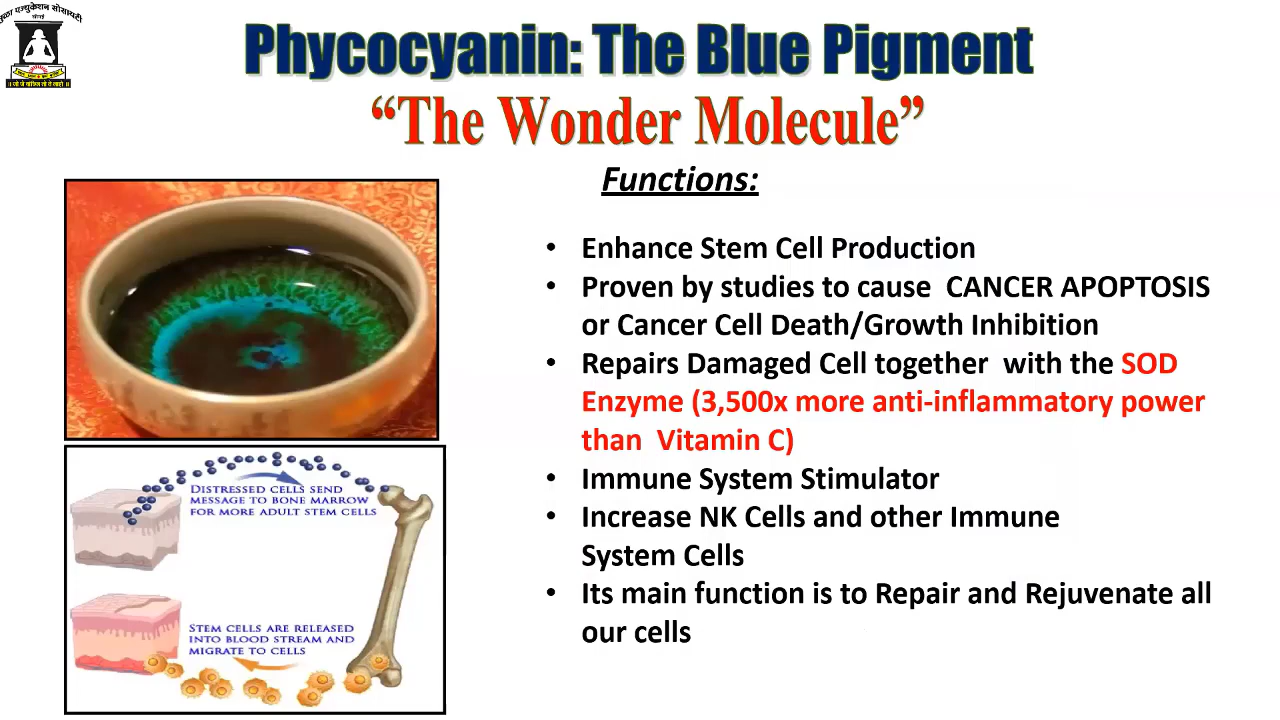 मुळा एज्युकेशन सोसायटी
सोनई
Phycocyanin: The Blue Pigment
“The Wonder Molecule”
Functions:
• Enhance Stem Cell Production
• Proven by studies to cause CANCER APOPTOSIS
or Cancer Cell Death/Growth Inhibition
• Repairs Damaged Cell together with the SOD
Enzyme (3,500x more anti-inflammatory power
than Vitamin C)
• Immune System Stimulator
• Increase NK Cells and other Immune
System Cells
• Its main function is to Repair and Rejuvenate all
our cells
DISTRESSED CELLS SEND
MESSAGE TO BONE MARROW
FOR MORE ADULT STEM CELLS
STEM CELLS ARE RELEASED
INTO BLOOD STREAM AND
MIGRATE TO CELLS